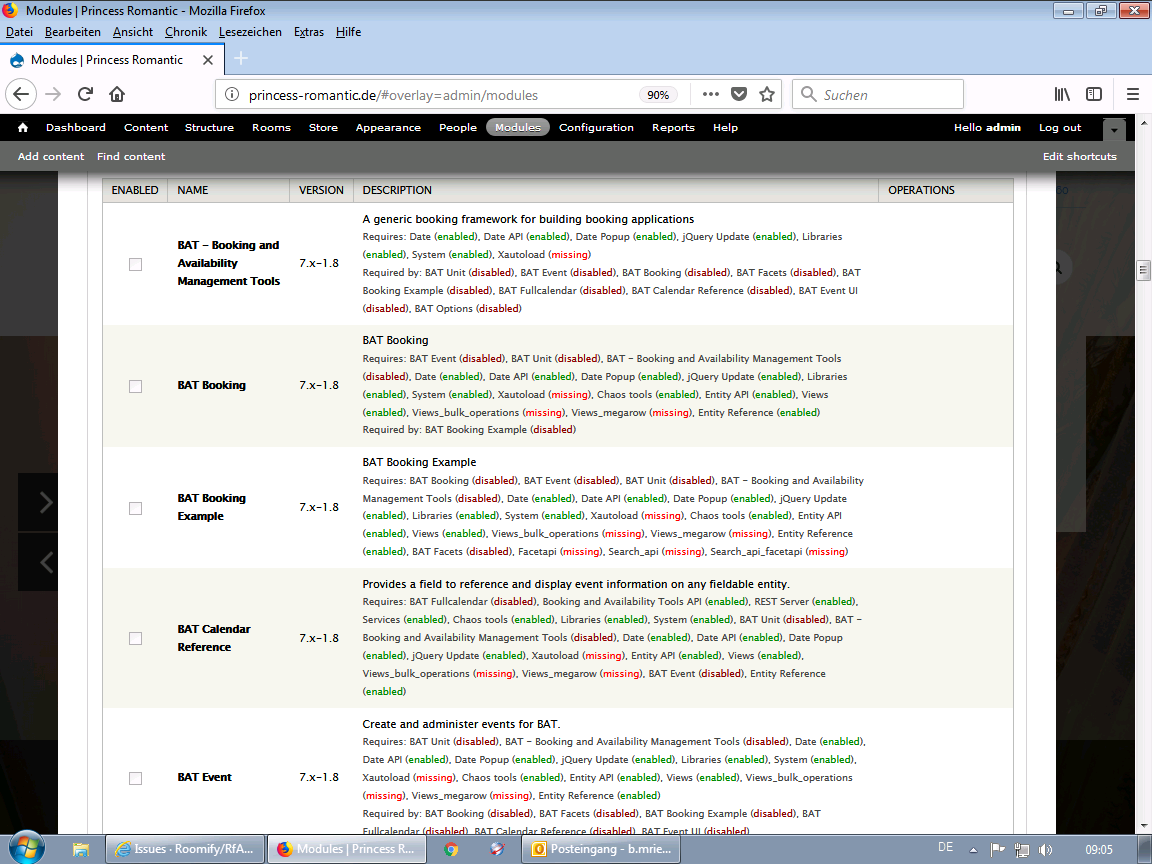 Modules | Princess Romantic - Mozilla Firefox
Datei Bearbeiten Ansicht Chronik Lesezeichen Extras Hilfe
Modules | Princess Romantic
princess-romantic.de/#overlay=admin/modules 90% Suchen
Dashboard Content Structure Rooms Store Appearance People Modules Configuration Reports Help Hello admin Log out
Add content Find content Edit shortcuts
ENABLED NAME VERSION DESCRIPTION OPERATIONS
BAT - Booking and
Availability
Management Tools
7.x-1.8
A generic booking framework for building booking applications
Requires: Date (enabled), Date API (enabled), Date Popup (enabled), jQuery Update (enabled), Libraries
(enabled), System (enabled), Xautoload (missing)
Required by: BAT Unit (disabled), BAT Event (disabled), BAT Booking (disabled), BAT Facets (disabled), BAT
Booking Example (disabled), BAT Fullcalendar (disabled), BAT Calendar Reference (disabled), BAT Event UI
(disabled), BAT Options (disabled)
BAT Booking
7.x-1.8
BAT Booking
Requires: BAT Event (disabled), BAT Unit (disabled), BAT - Booking and Availability Management Tools
(disabled), Date (enabled), Date API (enabled), Date Popup (enabled), jQuery Update (enabled), Libraries
(enabled), System (enabled), Xautoload (missing), Chaos tools (enabled), Entity API (enabled), Views
(enabled), Views_bulk_operations (missing), Views_megarow (missing), Entity Reference (enabled)
Required by: BAT Booking Example (disabled)
BAT Booking
Example
7.x-1.8
BAT Booking Example
Requires: BAT Booking (disabled), BAT Event (disabled), BAT Unit (disabled), BAT - Booking and Availability
Management Tools (disabled), Date (enabled), Date API (enabled), Date Popup (enabled), jQuery Update
(enabled), Libraries (enabled), System (enabled), Xautoload (missing), Chaos tools (enabled), Entity API
(enabled), Views (enabled), Views_bulk_operations (missing), Views_megarow (missing), Entity Reference
(enabled), BAT Facets (disabled), Facetapi (missing), Search_api (missing), Search_api_facetapi (missing)
BAT Calendar
Reference
7.x-1.8
Provides a field to reference and display event information on any fieldable entity.
Requires: BAT Fullcalendar (disabled), Booking and Availability Tools API (enabled), REST Server (enabled),
Services (enabled), Chaos tools (enabled), Libraries (enabled), System (enabled), BAT Unit (disabled), BAT -
Booking and Availability Management Tools (disabled), Date (enabled), Date API (enabled), Date Popup
(enabled), jQuery Update (enabled), Xautoload (missing), Entity API (enabled), Views (enabled),
Views_bulk_operations (missing), Views_megarow (missing), BAT Event (disabled), Entity Reference
(enabled)
BAT Event
7.x-1.8
Create and administer events for BAT.
Requires: BAT Unit (disabled), BAT - Booking and Availability Management Tools (disabled), Date (enabled),
Date API (enabled), Date Popup (enabled), jQuery Update (enabled), Libraries (enabled), System (enabled),
Xautoload (missing), Chaos tools (enabled), Entity API (enabled), Views (enabled), Views_bulk_operations
(missing), Views_megarow (missing), Entity Reference (enabled)
Required by: BAT Booking (disabled), BAT Facets (disabled), BAT Booking Example (disabled), BAT
Fullcalendar (disabled), BAT Calendar Reference (disabled), BAT Event UI (disabled)
Issues · Roomify/RfA... Modules | Princess R... Posteingang - b.mrie... DE 09:05